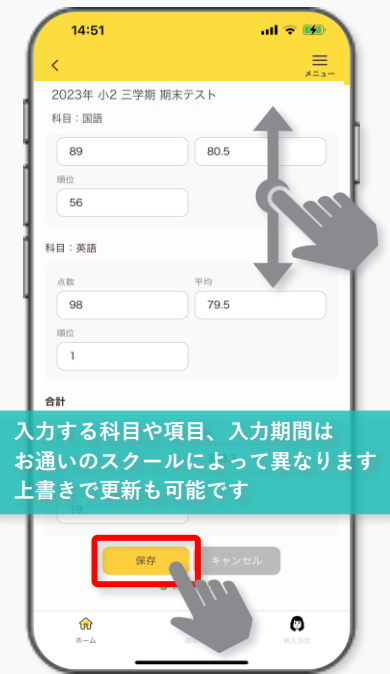 14:51
メニュー
2023年 小2 三学期 期末テスト
科目：国語
89 80.5
順位
56
科目：英語
点数 平均
98 79.5
順位
1
合計
入力する科目や項目、入力期間は
お通いのスクールによって異なります
上書きで更新も可能です
19
保存 キャンセル
ホーム 個人設定